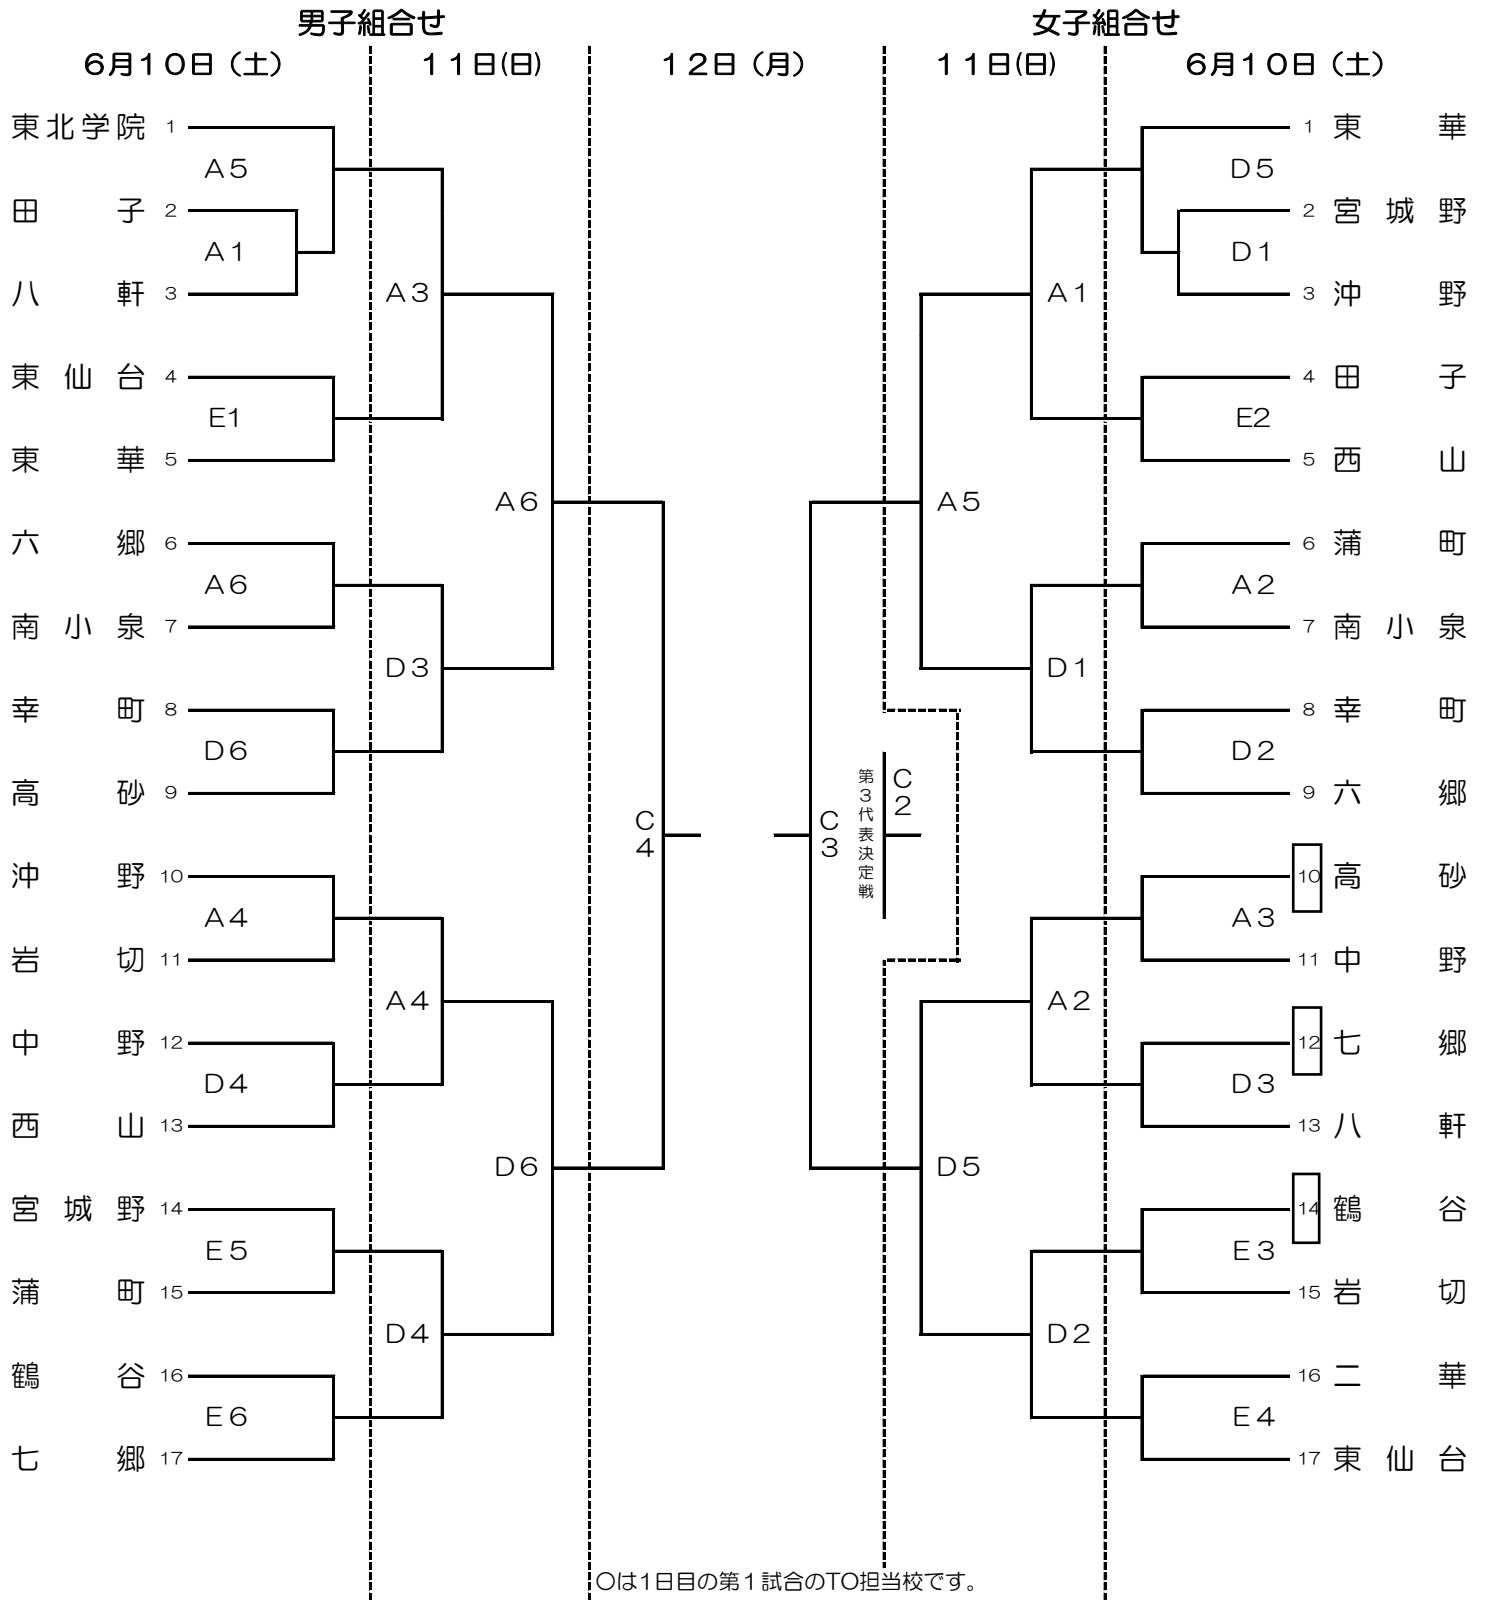 男子組合せ
女子組合せ
6月10日（土）
11日(日)
12日（月）
11日(日)
6月10日（土）
東北学院 1
A5
田子 2
A1
八軒 3
A3
東仙台 4
E1
東華 5
A6
六郷 6
A6
南小泉 7
D3
幸町 8
D6
高砂 9
C4
沖野 10
A4
岩切 11
A4
中野 12
D4
西山 13
D6
宮城野 14
E5
蒲町 15
D4
鶴谷 16
E6
七郷 17
1 東華
D5
2 宮城野
D1
3 沖野
A1
4 田子
E2
5 西山
A5
6 蒲町
A2
7 南小泉
D1
8 幸町
D2
9 六郷
C3
第3代表決定戦
C2
10 高砂
A3
11 中野
A2
12 七郷
D3
13 八軒
D5
14 鶴谷
E3
15 岩切
D2
16 二華
E4
17 東仙台
〇は1日目の第1試合のTO担当校です。